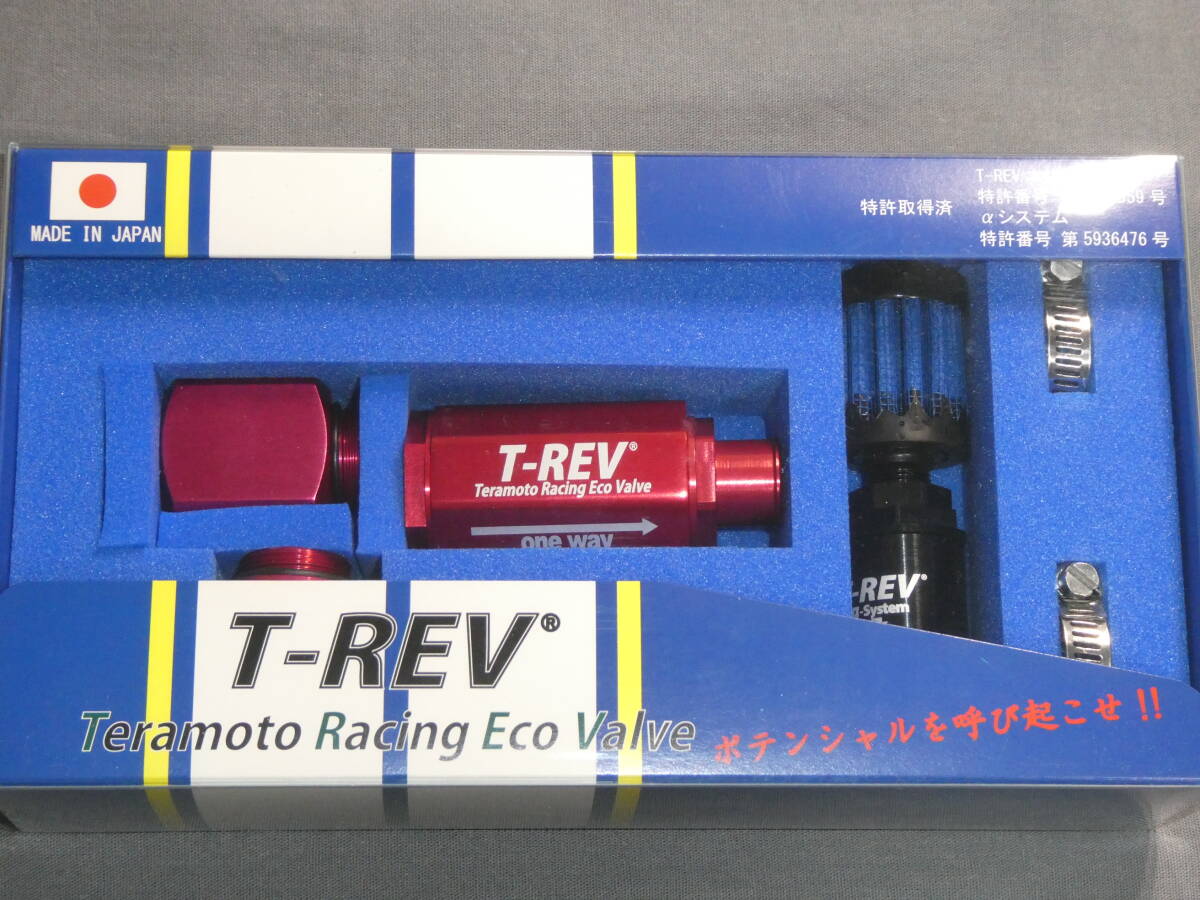 MADE IN JAPAN
特許取得済
T-REV
特許番号 59号
αシステム
特許番号 第5936476号
T-REV®
Teramoto Racing Eco Valve
one way
-REV®
α-System
T-REV®
Teramoto Racing Eco Valve
ポテンシャルを呼び起こせ!!